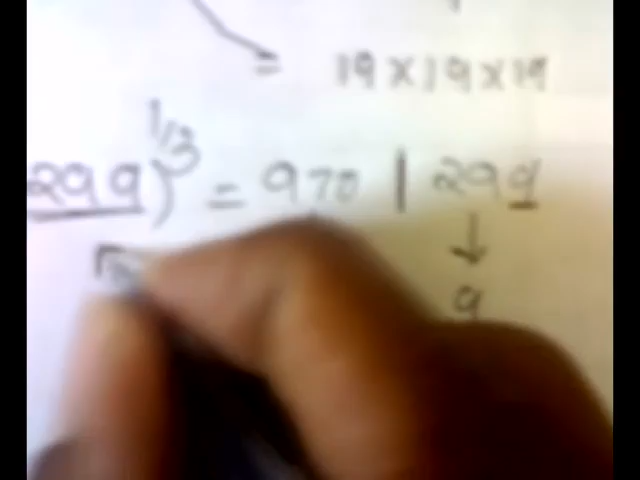 = 19 × 19 × 19
299)^1/3 = 970 | 299
↓
9